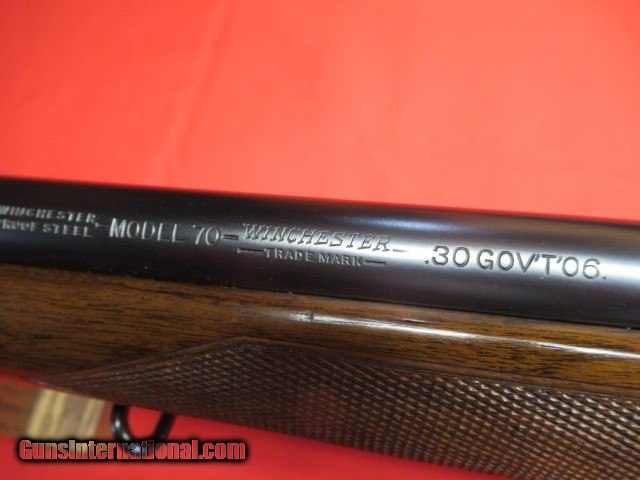 WINCHESTER
PROOF STEEL
MODEL 70 - WINCHESTER
TRADE MARK
.30 GOV'T '06.
GunsInternational.com